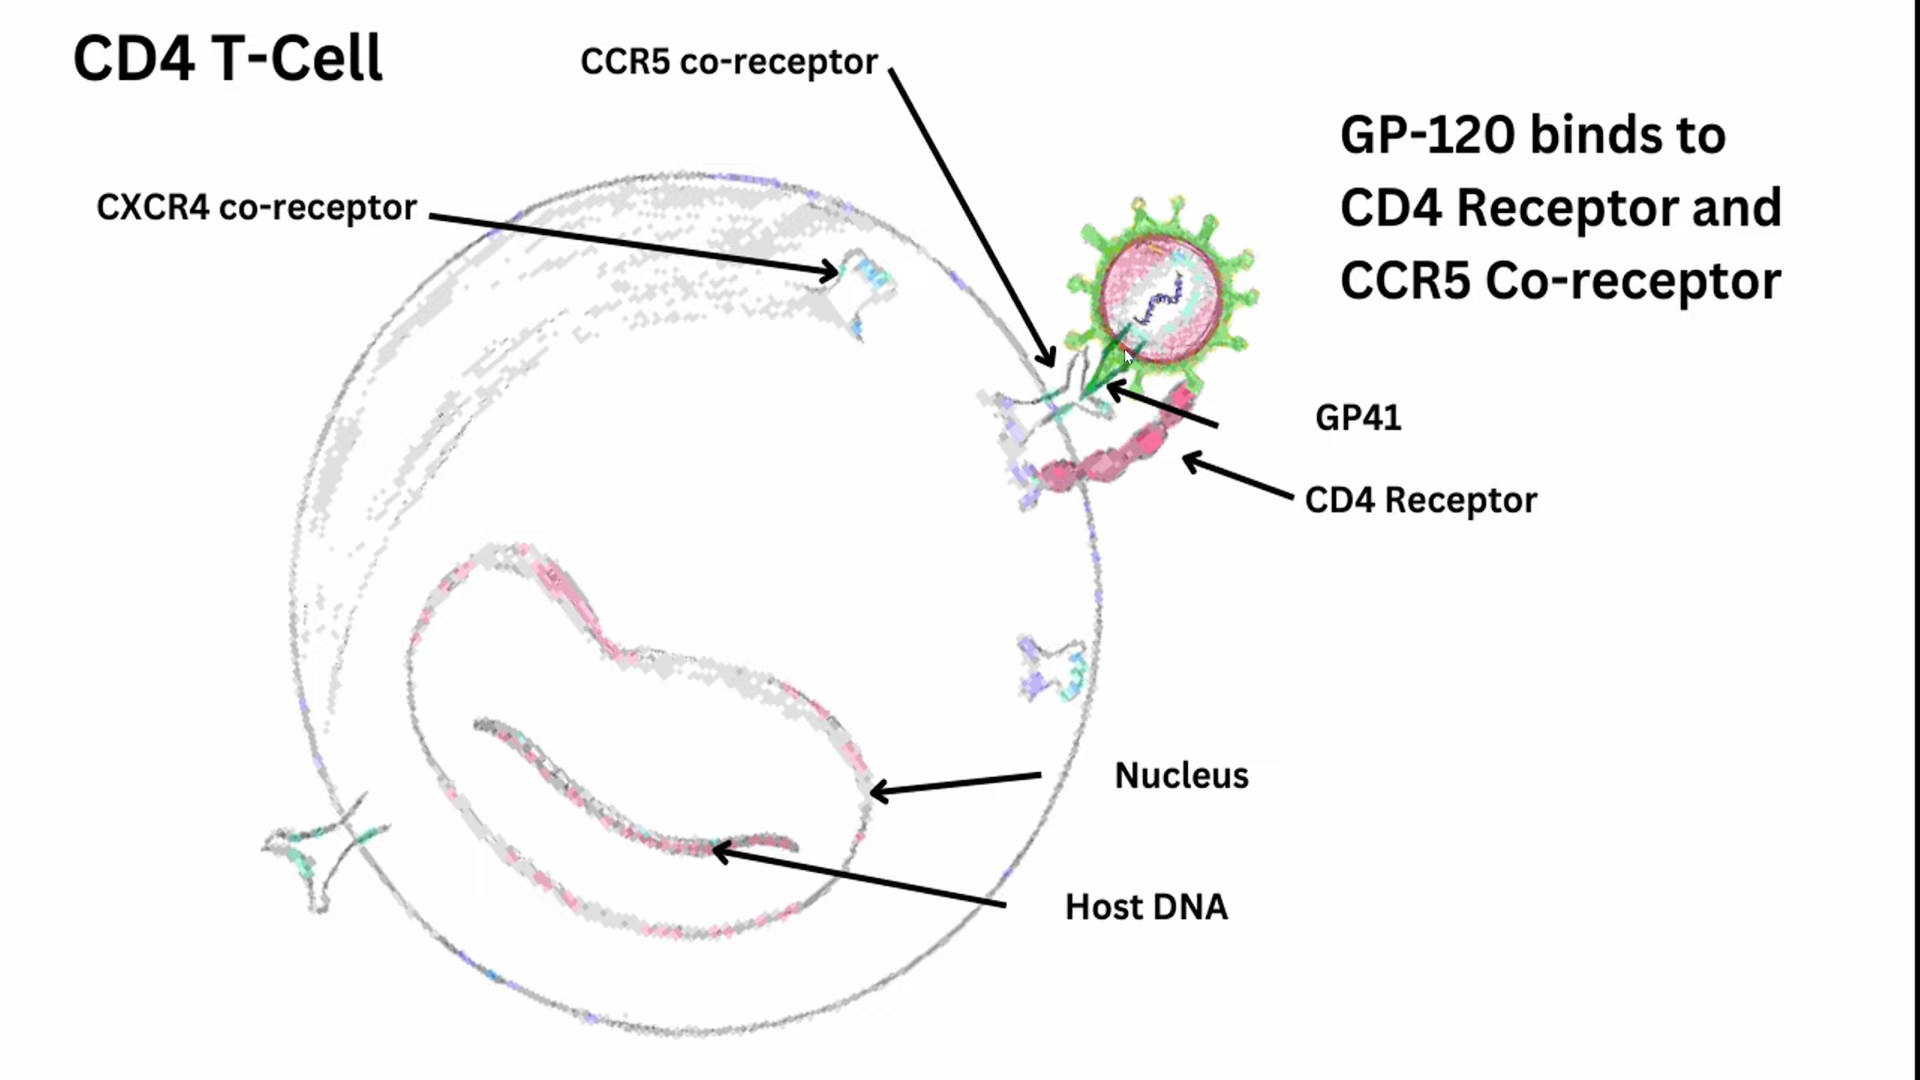 CD4 T-Cell
CCR5 co-receptor
CXCR4 co-receptor
GP-120 binds to
CD4 Receptor and
CCR5 Co-receptor
GP41
CD4 Receptor
Nucleus
Host DNA